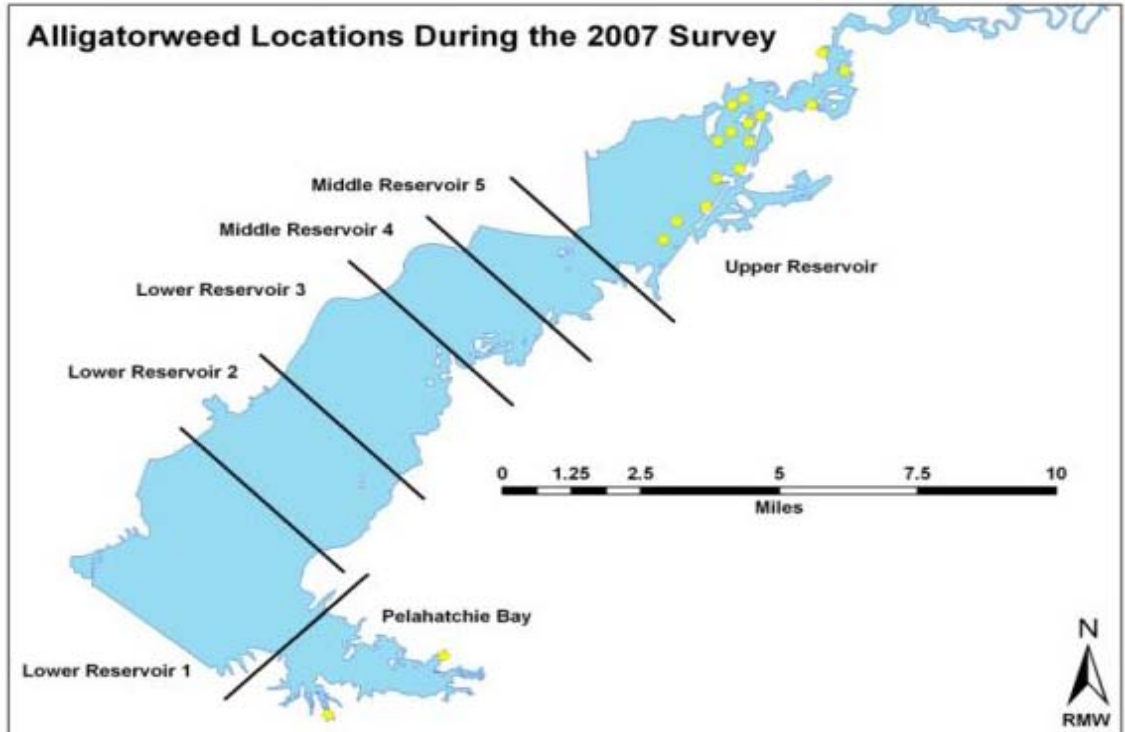 Alligatorweed Locations During the 2007 Survey
Middle Reservoir 5
Middle Reservoir 4
Upper Reservoir
Lower Reservoir 3
Lower Reservoir 2
0 1.25 2.5 5 7.5 10
Miles
Pelahatchie Bay
Lower Reservoir 1
N
RMW